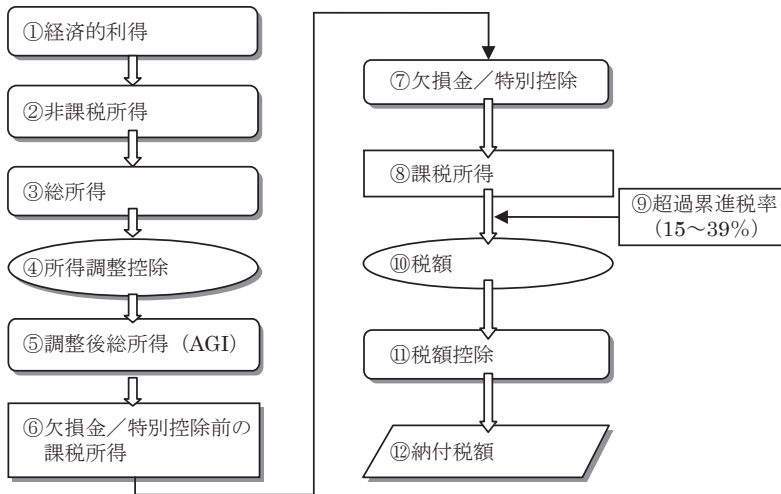 ①経済的利得
②非課税所得
③総所得
④所得調整控除
⑤調整後総所得（AGI）
⑥欠損金／特別控除前の
課税所得
⑦欠損金／特別控除
⑧課税所得
⑨超過累進税率
（15～39%）
⑩税額
⑪税額控除
⑫納付税額